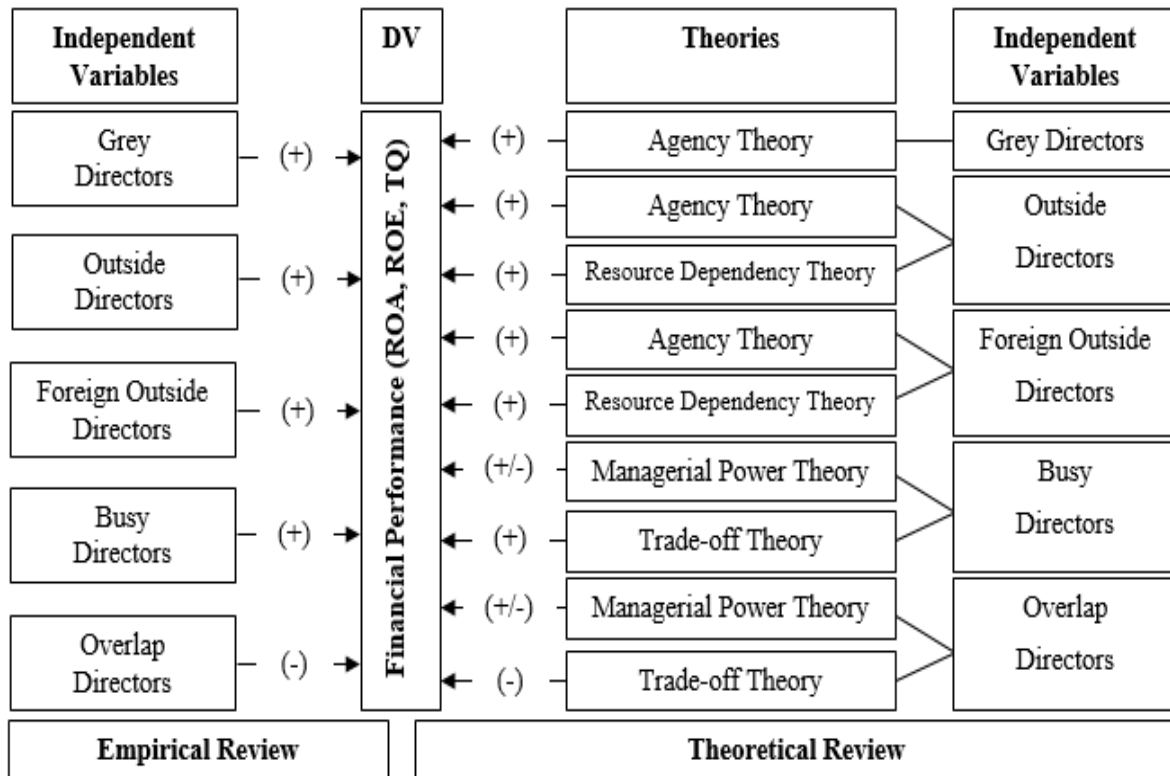 Independent
Variables
DV
Theories
Independent
Variables
Grey
Directors
(+)
Outside
Directors
(+)
Foreign Outside
Directors
(+)
Busy
Directors
(+)
Overlap
Directors
(-)
Financial Performance (ROA, ROE, TQ)
(+)
Agency Theory
Grey Directors
(+)
Agency Theory
(+)
Resource Dependency Theory
Outside
Directors
(+)
Agency Theory
(+)
Resource Dependency Theory
Foreign Outside
Directors
(+/-)
Managerial Power Theory
(+)
Trade-off Theory
Busy
Directors
(+/-)
Managerial Power Theory
(-)
Trade-off Theory
Overlap
Directors
Empirical Review
Theoretical Review